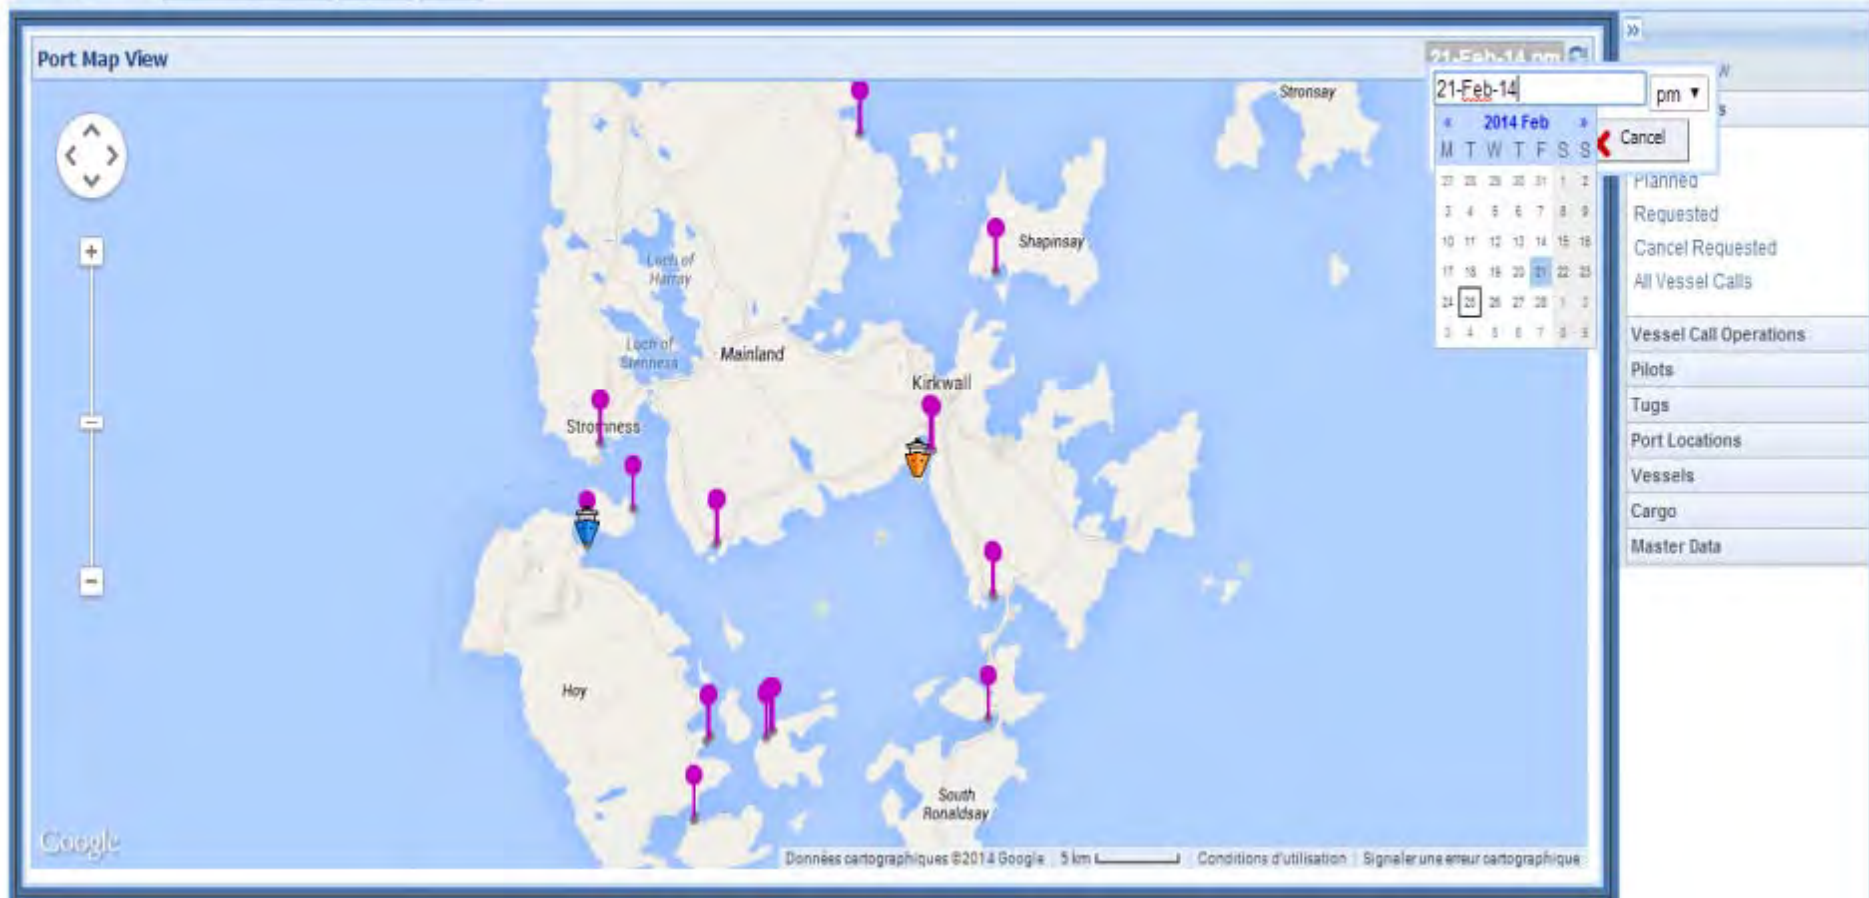 Port Map View
21-Feb-14 pm
21-Feb-14
pm
« 2014 Feb »
M T W T F S S
27 28 29 30 31 1 2
3 4 5 6 7 8 9
10 11 12 13 14 15 16
17 18 19 20 21 22 23
24 25 26 27 28 1 2
3 4 5 6 7 8 9
Cancel
Stronsay
Shapinsay
Loch of
Harray
Loch of
Stenness
Mainland
Kirkwall
Stromness
Hoy
South
Ronaldsay
Google
Données cartographiques ©2014 Google
5 km
Conditions d'utilisation
Signaler une erreur cartographique
»
Planned
Requested
Cancel Requested
All Vessel Calls
Vessel Call Operations
Pilots
Tugs
Port Locations
Vessels
Cargo
Master Data